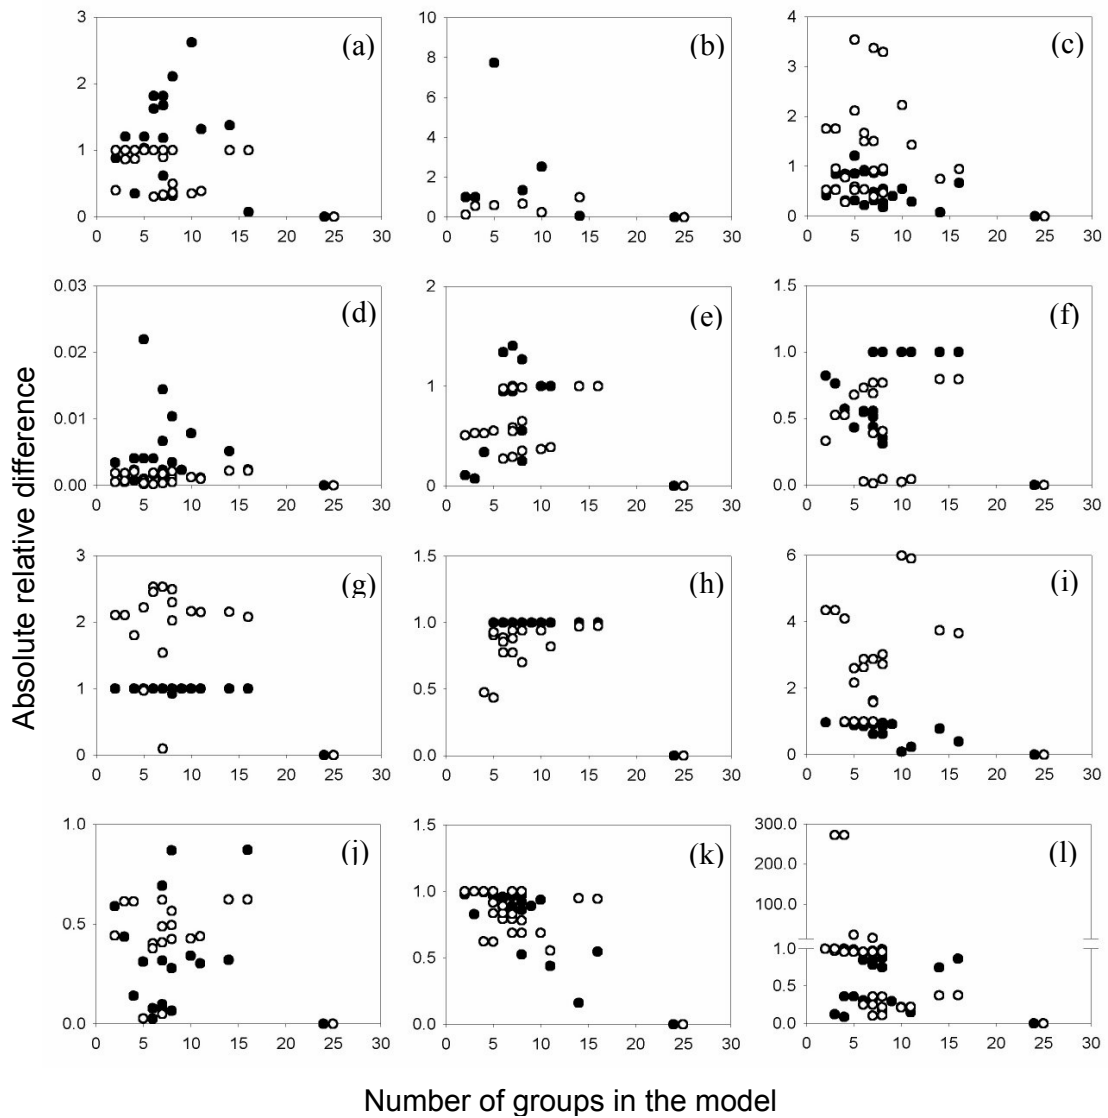 3 (a)
2
1
0
0 5 10 15 20 25 30
10 (b)
8
6
4
2
0
0 5 10 15 20 25 30
4 (c)
3
2
1
0
0 5 10 15 20 25 30
0.03 (d)
0.02
0.01
0.00
0 5 10 15 20 25 30
2 (e)
1
0
0 5 10 15 20 25 30
1.5 (f)
1.0
0.5
0.0
0 5 10 15 20 25 30
Absolute relative difference
3 (g)
2
1
0
0 5 10 15 20 25 30
1.5 (h)
1.0
0.5
0.0
0 5 10 15 20 25 30
6 (i)
4
2
0
0 5 10 15 20 25 30
1.0 (j)
0.5
0.0
0 5 10 15 20 25 30
1.5 (k)
1.0
0.5
0.0
0 5 10 15 20 25 30
300.0 (l)
200.0
100.0
1.0
0.5
0.0
0 5 10 15 20 25 30
Number of groups in the model